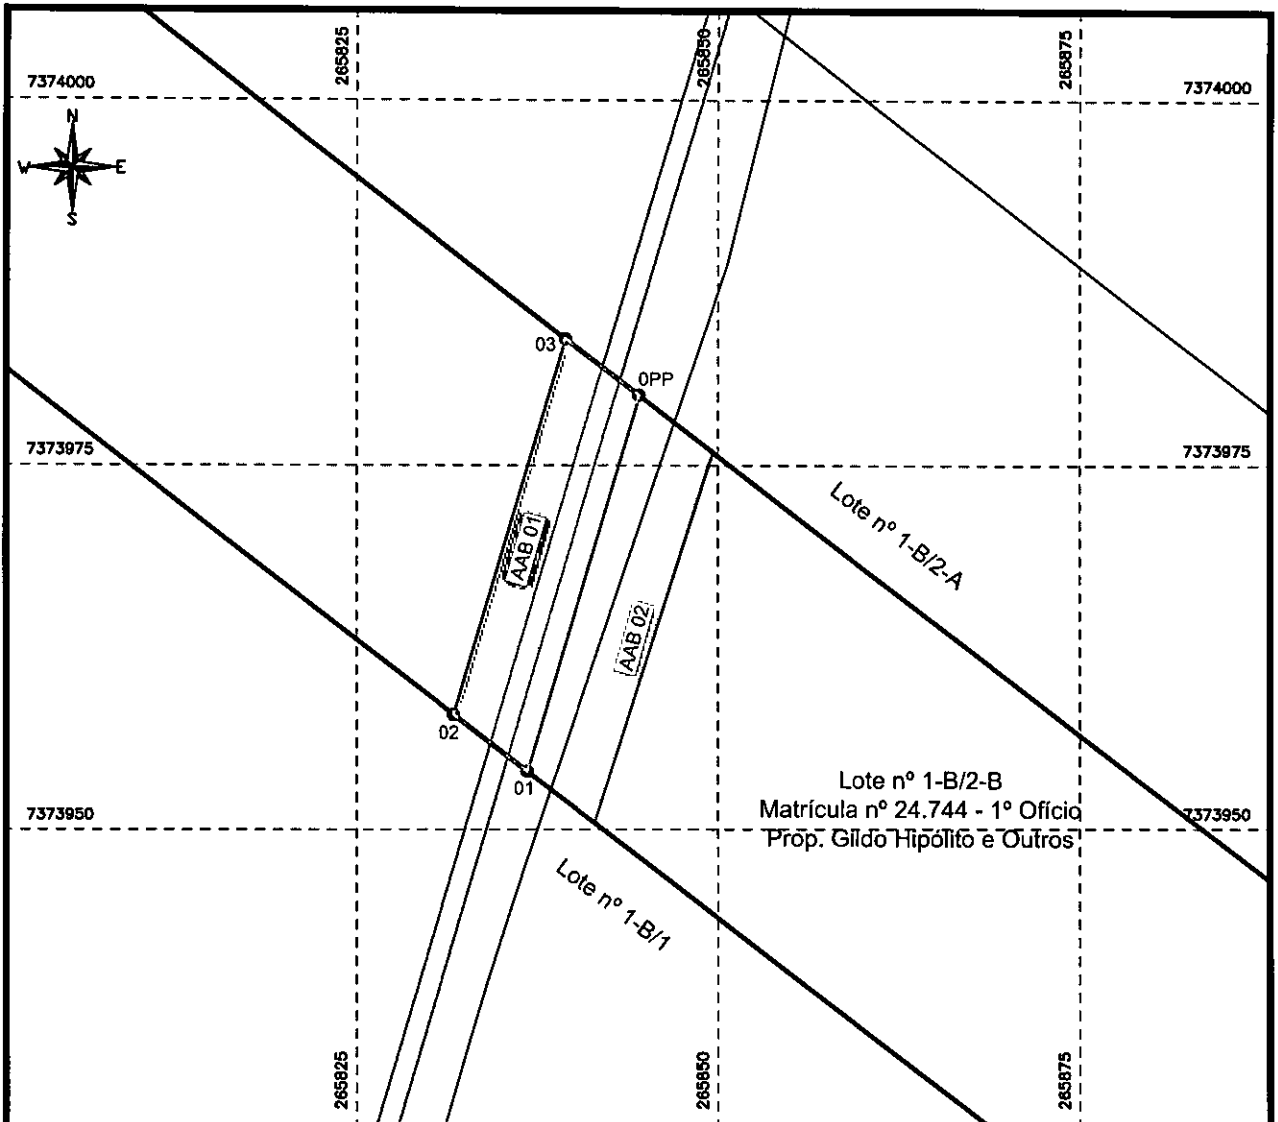 265825
265850
265875
7374000
7374000
N
W
E
S
03
0PP
7373975
7373975
Lote nº 1-B/2-A
AAB 01
AAB 02
02
01
Lote nº 1-B/2-B
Matrícula nº 24.744 - 1º Ofício
7373950
7373950
Prop. Gildo Hipólito e Outros
Lote nº 1-B/1
265825
265850
265875